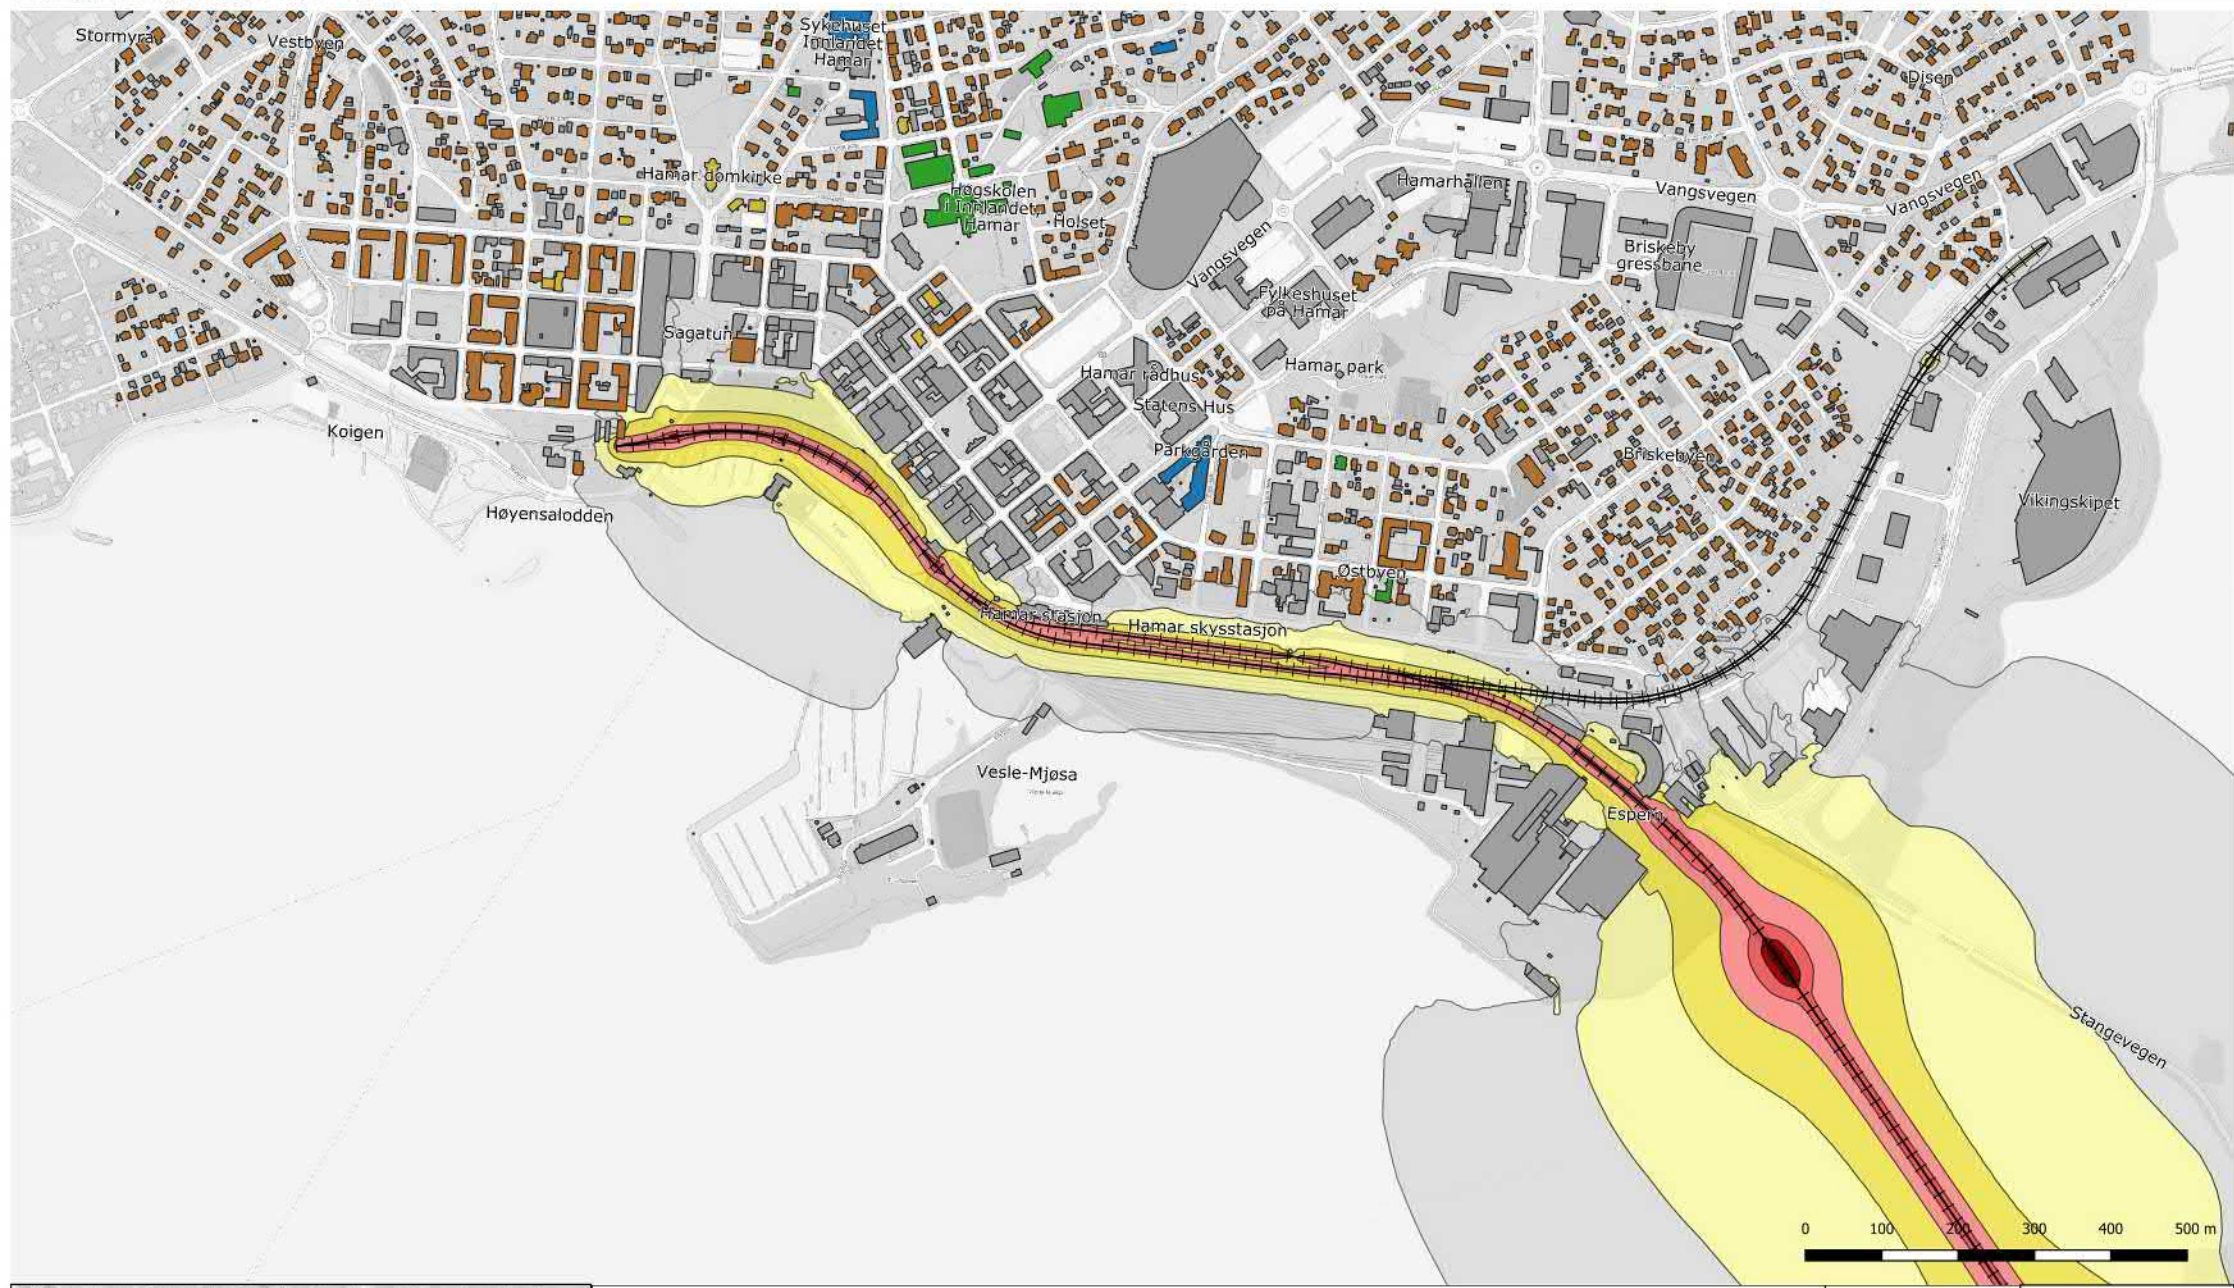 Stormyra
Vestbyen
Sykehuset
Innlandet
Hamar
Disen
Hamar domkirke
Høgskolen
i Innlandet,
Hamar
Holset
Hamarhallen
Vangsvegen
Vangsvegen
Vangsvegen
Briskeby
gressbane
Fylkeshuset
på Hamar
Sagatun
Hamar park
Hamar rådhus
Statens Hus
Koigen
Parkgården
Briskebyen
Høyensalodden
Vikingskipet
Østbyen
Hamar stasjon
Hamar skysstasjon
Vesle-Mjøsa
Espern
Stangevegen
0 100 200 300 400 500 m